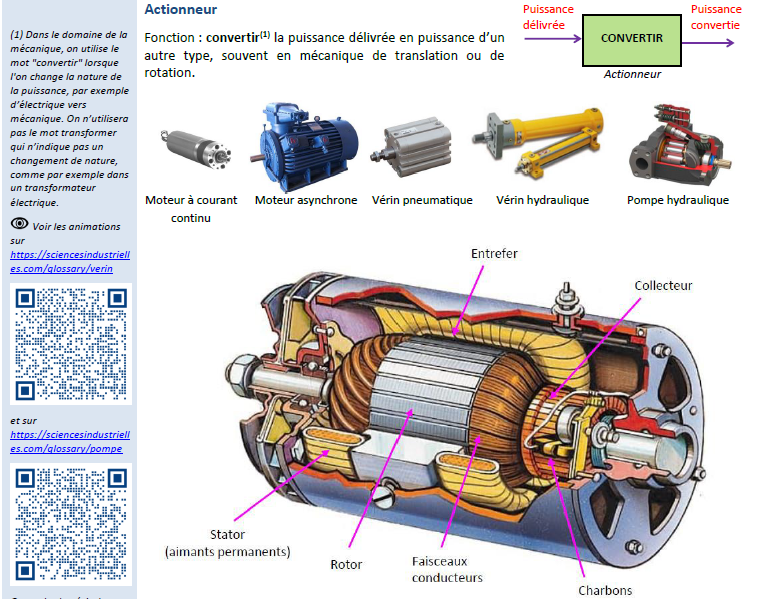 Actionneur
Fonction : convertir(1) la puissance délivrée en puissance d'un
autre type, souvent en mécanique de translation ou de
rotation.
Puissance
délivrée
CONVERTIR
Puissance
convertie
Actionneur
(1) Dans le domaine de la
mécanique, on utilise le
mot "convertir" lorsque
l'on change la nature de
la puissance, par exemple
d'électrique vers
mécanique. On n'utilisera
pas le mot transformer
qui n'indique pas un
changement de nature,
comme par exemple dans
un transformateur
électrique.
Voir les animations
sur
https://sciencesindustriell
es.com/glossary/verin
et sur
https://sciencesindustriell
es.com/glossary/pompe
Moteur à courant
continu
Moteur asynchrone
Vérin pneumatique
Vérin hydraulique
Pompe hydraulique
Entrefer
Collecteur
Stator
(aimants permanents)
Rotor
Faisceaux
conducteurs
Charbons